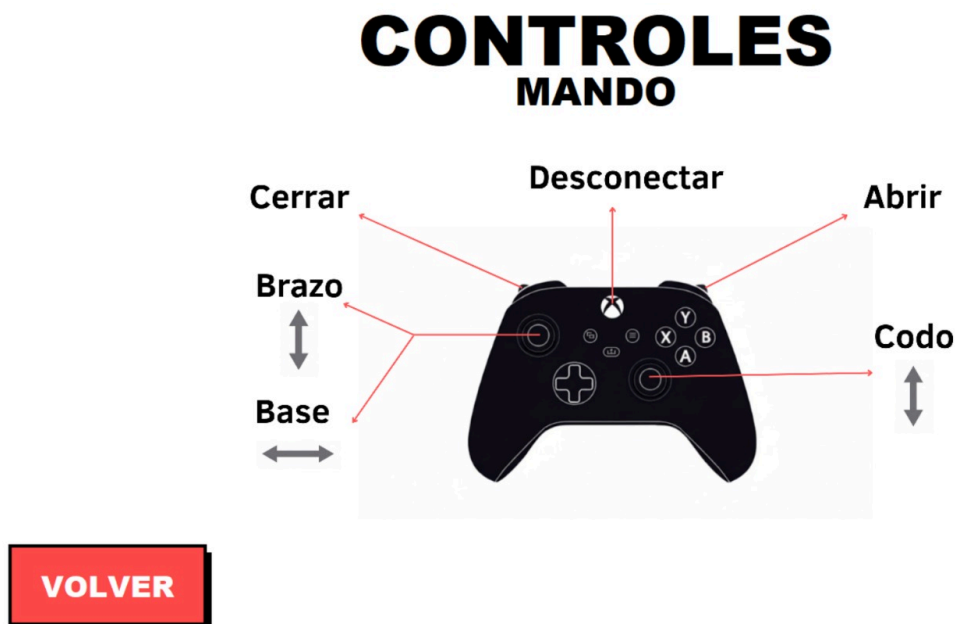 CONTROLES
MANDO
Desconectar
Cerrar
Abrir
Brazo
Y
X
B
A
Codo
Base
VOLVER